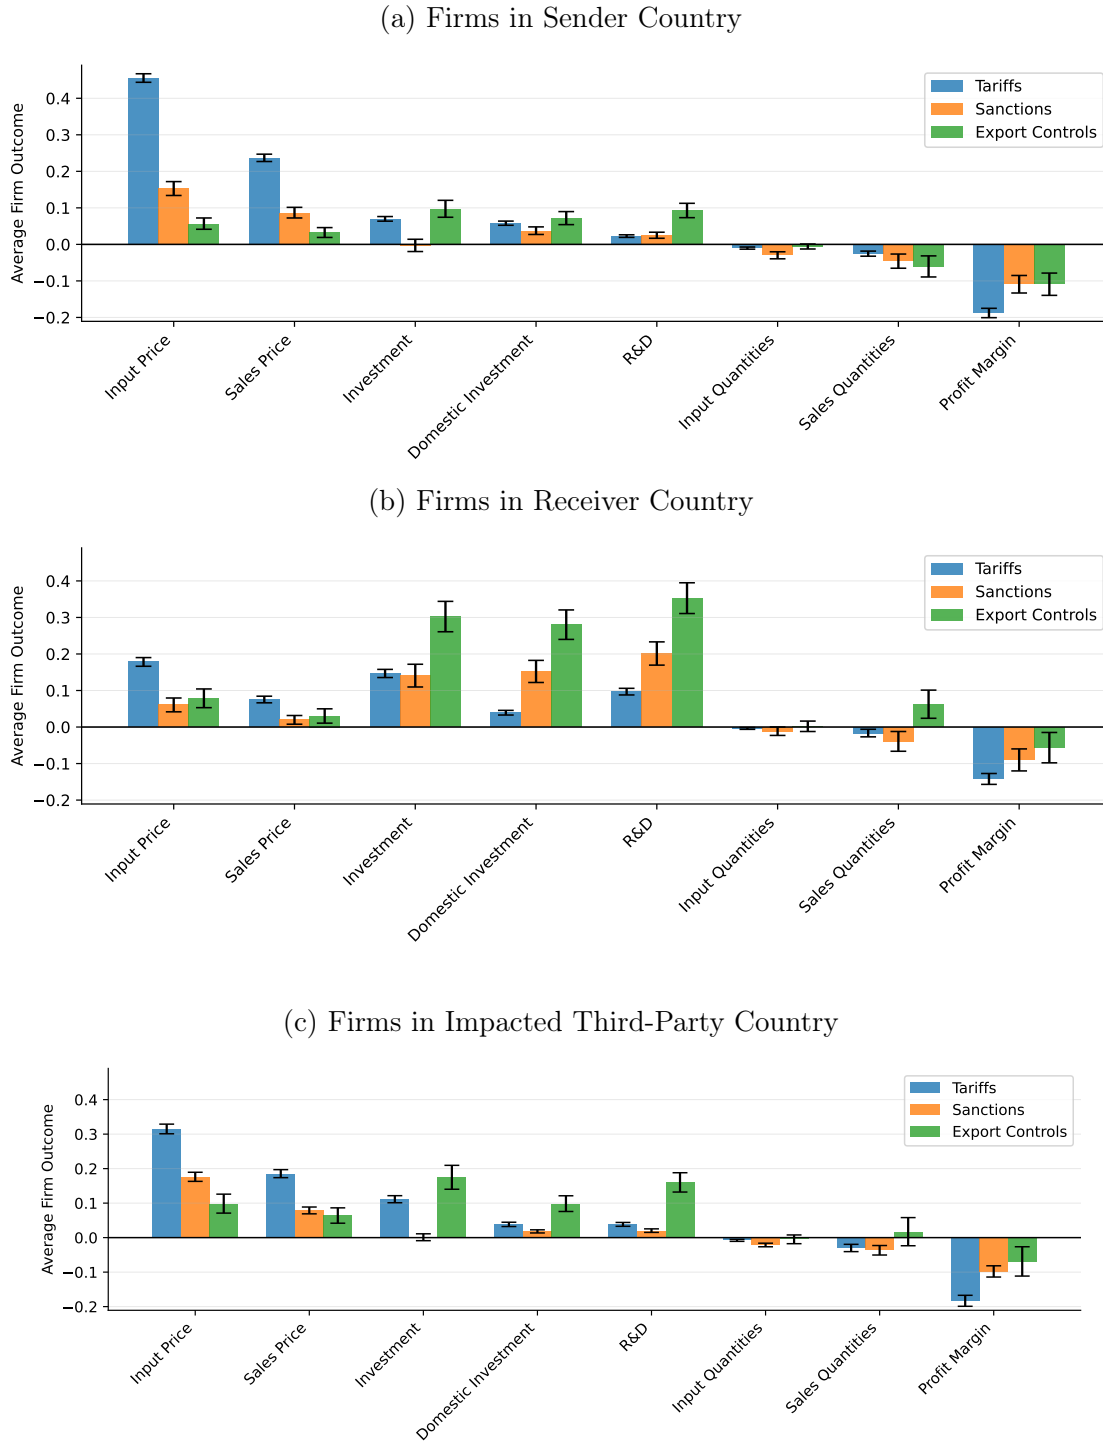 (a) Firms in Sender Country
Average Firm Outcome
0.4
0.3
0.2
0.1
0.0
−0.1
−0.2
Tariffs
Sanctions
Export Controls
Input Price
Sales Price
Investment
Domestic Investment
R&D
Input Quantities
Sales Quantities
Profit Margin
(b) Firms in Receiver Country
Average Firm Outcome
0.4
0.3
0.2
0.1
0.0
−0.1
−0.2
Tariffs
Sanctions
Export Controls
Input Price
Sales Price
Investment
Domestic Investment
R&D
Input Quantities
Sales Quantities
Profit Margin
(c) Firms in Impacted Third-Party Country
Average Firm Outcome
0.4
0.3
0.2
0.1
0.0
−0.1
−0.2
Tariffs
Sanctions
Export Controls
Input Price
Sales Price
Investment
Domestic Investment
R&D
Input Quantities
Sales Quantities
Profit Margin